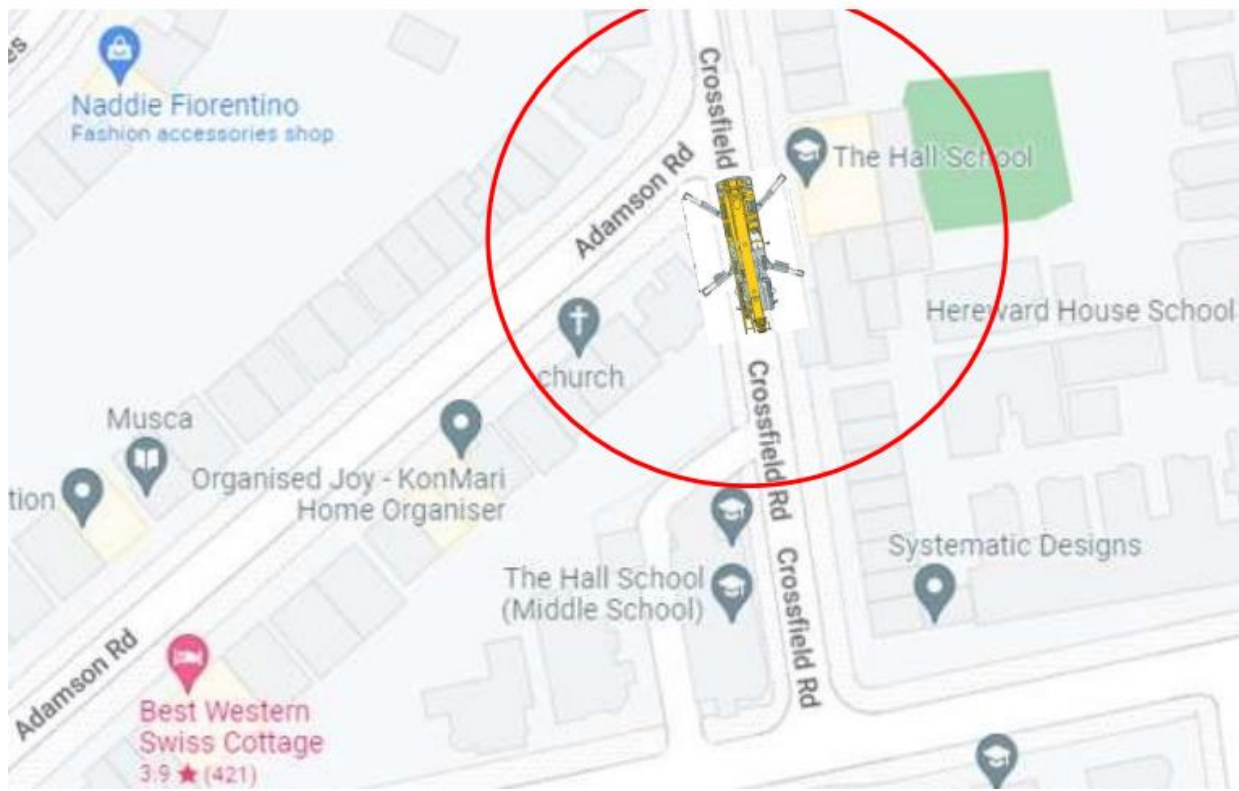 es
Naddie Fiorentino
Fashion accessories shop
Crossfield
Adamson Rd
The Hall School
Hereward House School
church
Crossfield Rd
Musca
tion
Organised Joy - KonMari
Home Organiser
Crossfield Rd
Systematic Designs
The Hall School
(Middle School)
Adamson Rd
Best Western
Swiss Cottage
3.9 ★ (421)